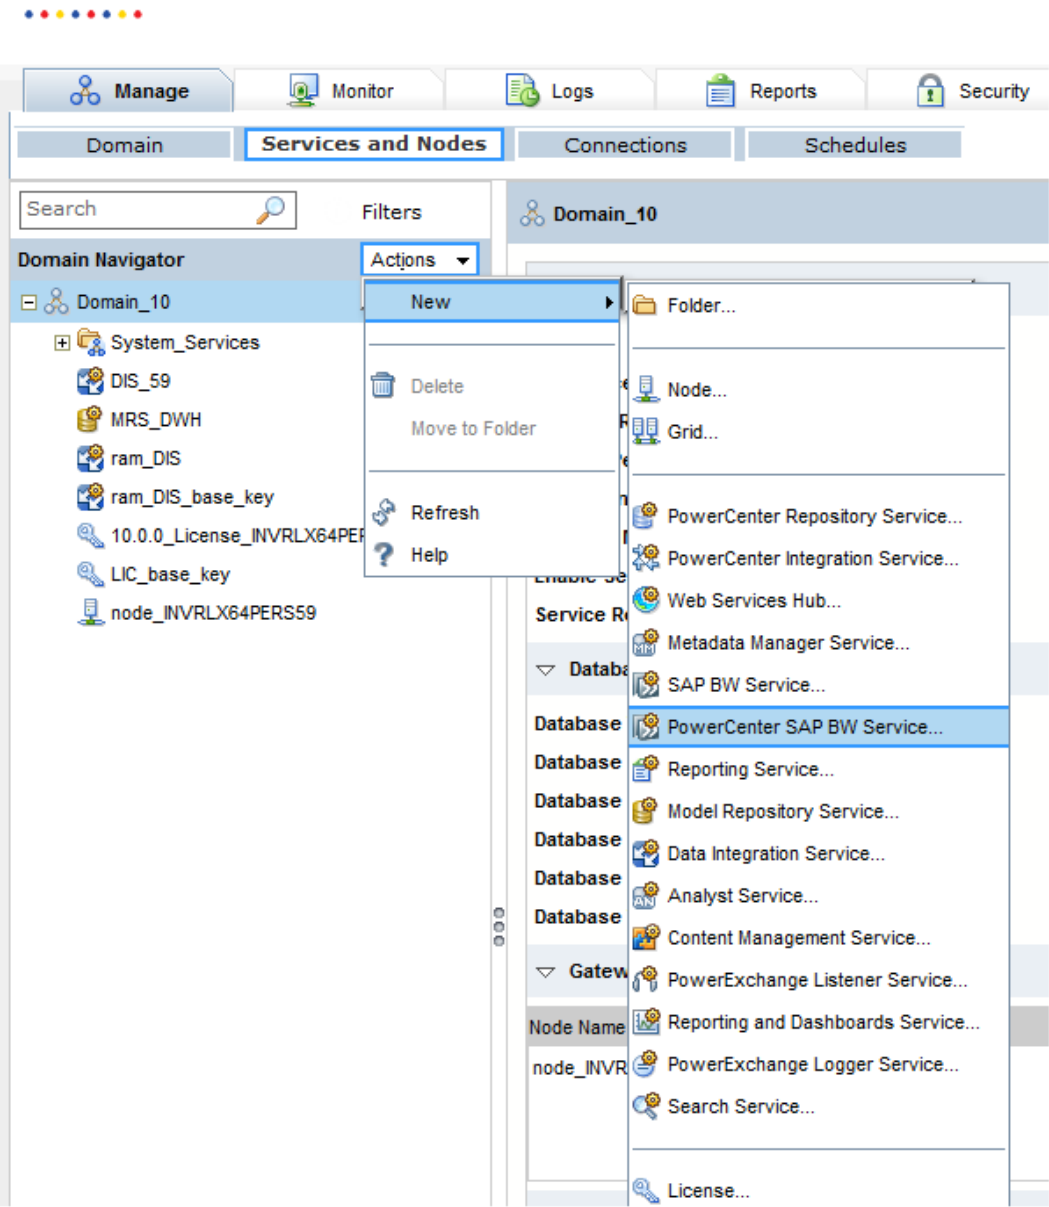 Manage
Monitor
Logs
Reports
Security
Domain
Services and Nodes
Connections
Schedules
Search
Filters
Domain_10
Domain Navigator
Actions
Domain_10
System_Services
DIS_59
MRS_DWH
ram_DIS
ram_DIS_base_key
10.0.0_License_INVRLX64PER
LIC_base_key
node_INVRLX64PERS59
New
Delete
Move to Folder
Refresh
Help
Folder...
Node...
Grid...
PowerCenter Repository Service...
PowerCenter Integration Service...
Web Services Hub...
Metadata Manager Service...
SAP BW Service...
PowerCenter SAP BW Service...
Reporting Service...
Model Repository Service...
Data Integration Service...
Analyst Service...
Content Management Service...
PowerExchange Listener Service...
Reporting and Dashboards Service...
PowerExchange Logger Service...
Search Service...
License...
Enable Se
Service R
Databa
Database
Database
Database
Database
Database
Database
Gatew
Node Name
node_INVR